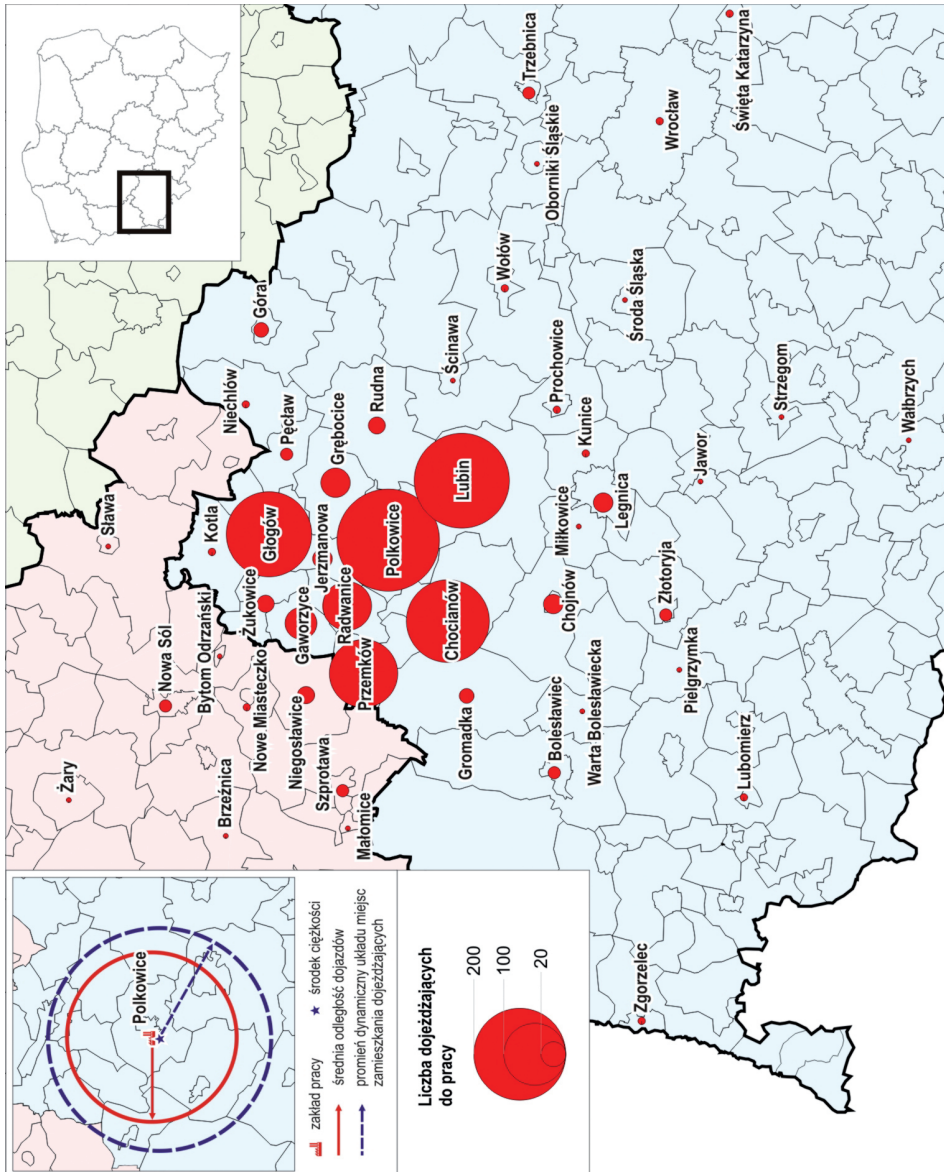 Polkowice
zakład pracy
środek ciężkości
średnia odległość dojazdów
promień dynamiczny układu miejsc
zamieszkania dojeżdżających
Liczba dojeżdżających
do pracy
200
100
20
Żary
Brzeźnica
Małomice
Szprotawa
Niegosławice
Nowe Miasteczko
Bytom Odrzański
Nowa Sól
Sława
Kotla
Żukowice
Gaworzyce
Radwanice
Jerzmanowa
Głogów
Przemków
Polkowice
Chocianów
Lubin
Grębocice
Pęcław
Niechlów
Rudna
Góra
Ścinawa
Wołów
Trzebnica
Oborniki Śląskie
Wrocław
Święta Katarzyna
Środa Śląska
Prochowice
Kunice
Miłkowice
Legnica
Chojnów
Gromadka
Bolesławiec
Warta Bolesławiecka
Złotoryja
Pielgrzymka
Jawor
Strzegom
Wałbrzych
Lubomierz
Zgorzelec